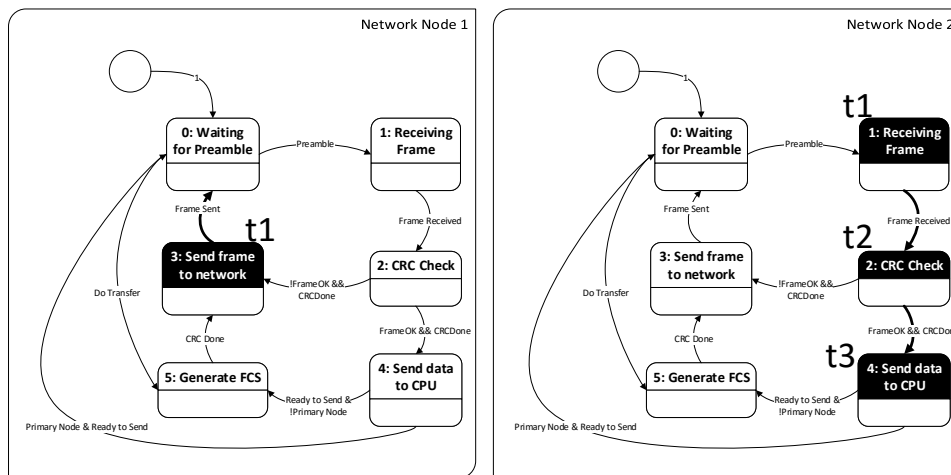 Network Node 1
1
0: Waiting
for Preamble
Preamble
1: Receiving
Frame
Frame Sent
t1
Frame Received
3: Send frame
to network
2: CRC Check
!FrameOK &&
CRCDone
Do Transfer
CRC Done
FrameOK && CRCDone
5: Generate FCS
4: Send data
to CPU
Ready to Send &
!Primary Node
Primary Node & Ready to Send
Network Node 2
1
t1
0: Waiting
for Preamble
Preamble
1: Receiving
Frame
Frame Sent
Frame Received
t2
3: Send frame
to network
2: CRC Check
!FrameOK &&
CRCDone
Do Transfer
CRC Done
FrameOK && CRCDon
t3
5: Generate FCS
4: Send data
to CPU
Ready to Send &
!Primary Node
Primary Node & Ready to Send